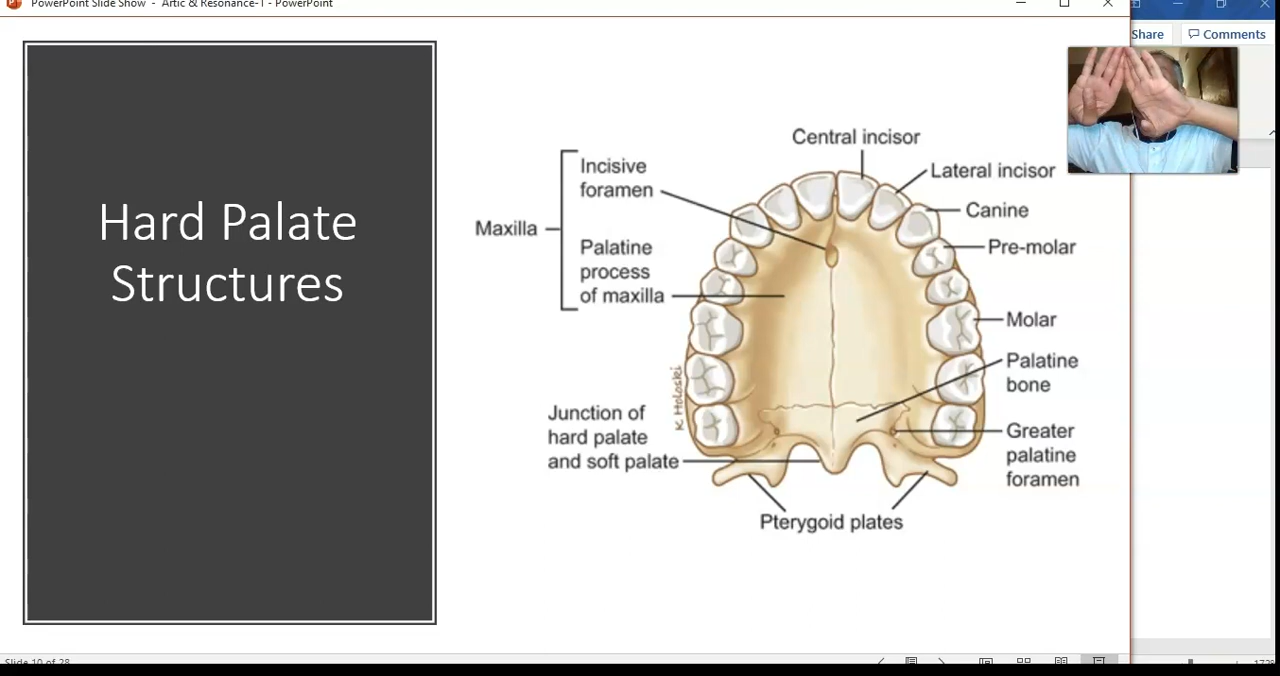 PowerPoint Slide Show - Artic & Resonance-1 - PowerPoint
Share
Comments
Hard Palate
Structures
Central incisor
Incisive
foramen
Lateral incisor
Canine
Maxilla
Pre-molar
Palatine
process
of maxilla
Molar
Palatine
bone
K Holoski
Junction of
hard palate
and soft palate
Greater
palatine
foramen
Pterygoid plates
Slide 10 of 28